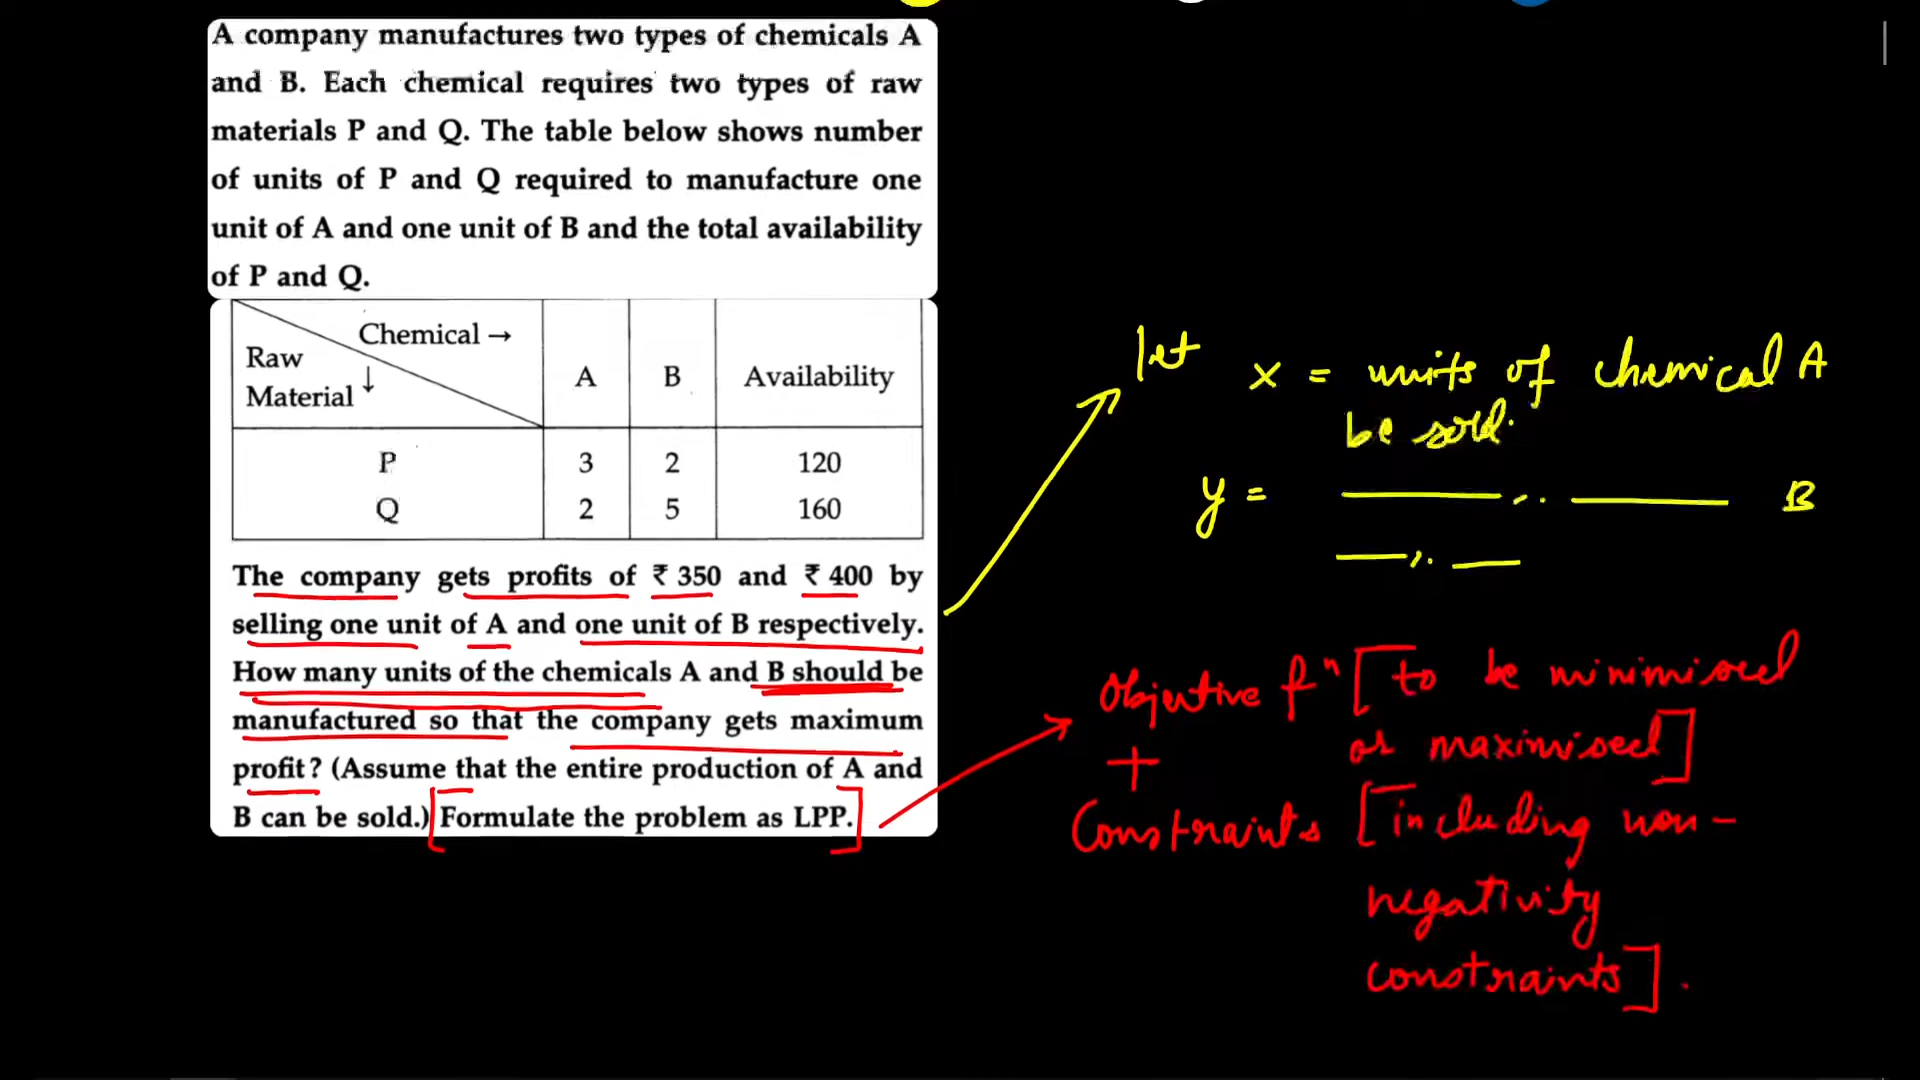 A company manufactures two types of chemicals A
and B. Each chemical requires two types of raw
materials P and Q. The table below shows number
of units of P and Q required to manufacture one
unit of A and one unit of B and the total availability
of P and Q.
Chemical →
Raw
Material ↓
A B Availability
P 3 2 120
Q 2 5 160
The company gets profits of ₹ 350 and ₹ 400 by
selling one unit of A and one unit of B respectively.
How many units of the chemicals A and B should be
manufactured so that the company gets maximum
profit? (Assume that the entire production of A and
B can be sold.) [Formulate the problem as LPP.]
let x = units of chemical A
be sold.
y = —— ,, —— B
—— ,, ——
Objective fⁿ [to be minimised
or maximised]
+
Constraints [including non-
negativity
constraints].